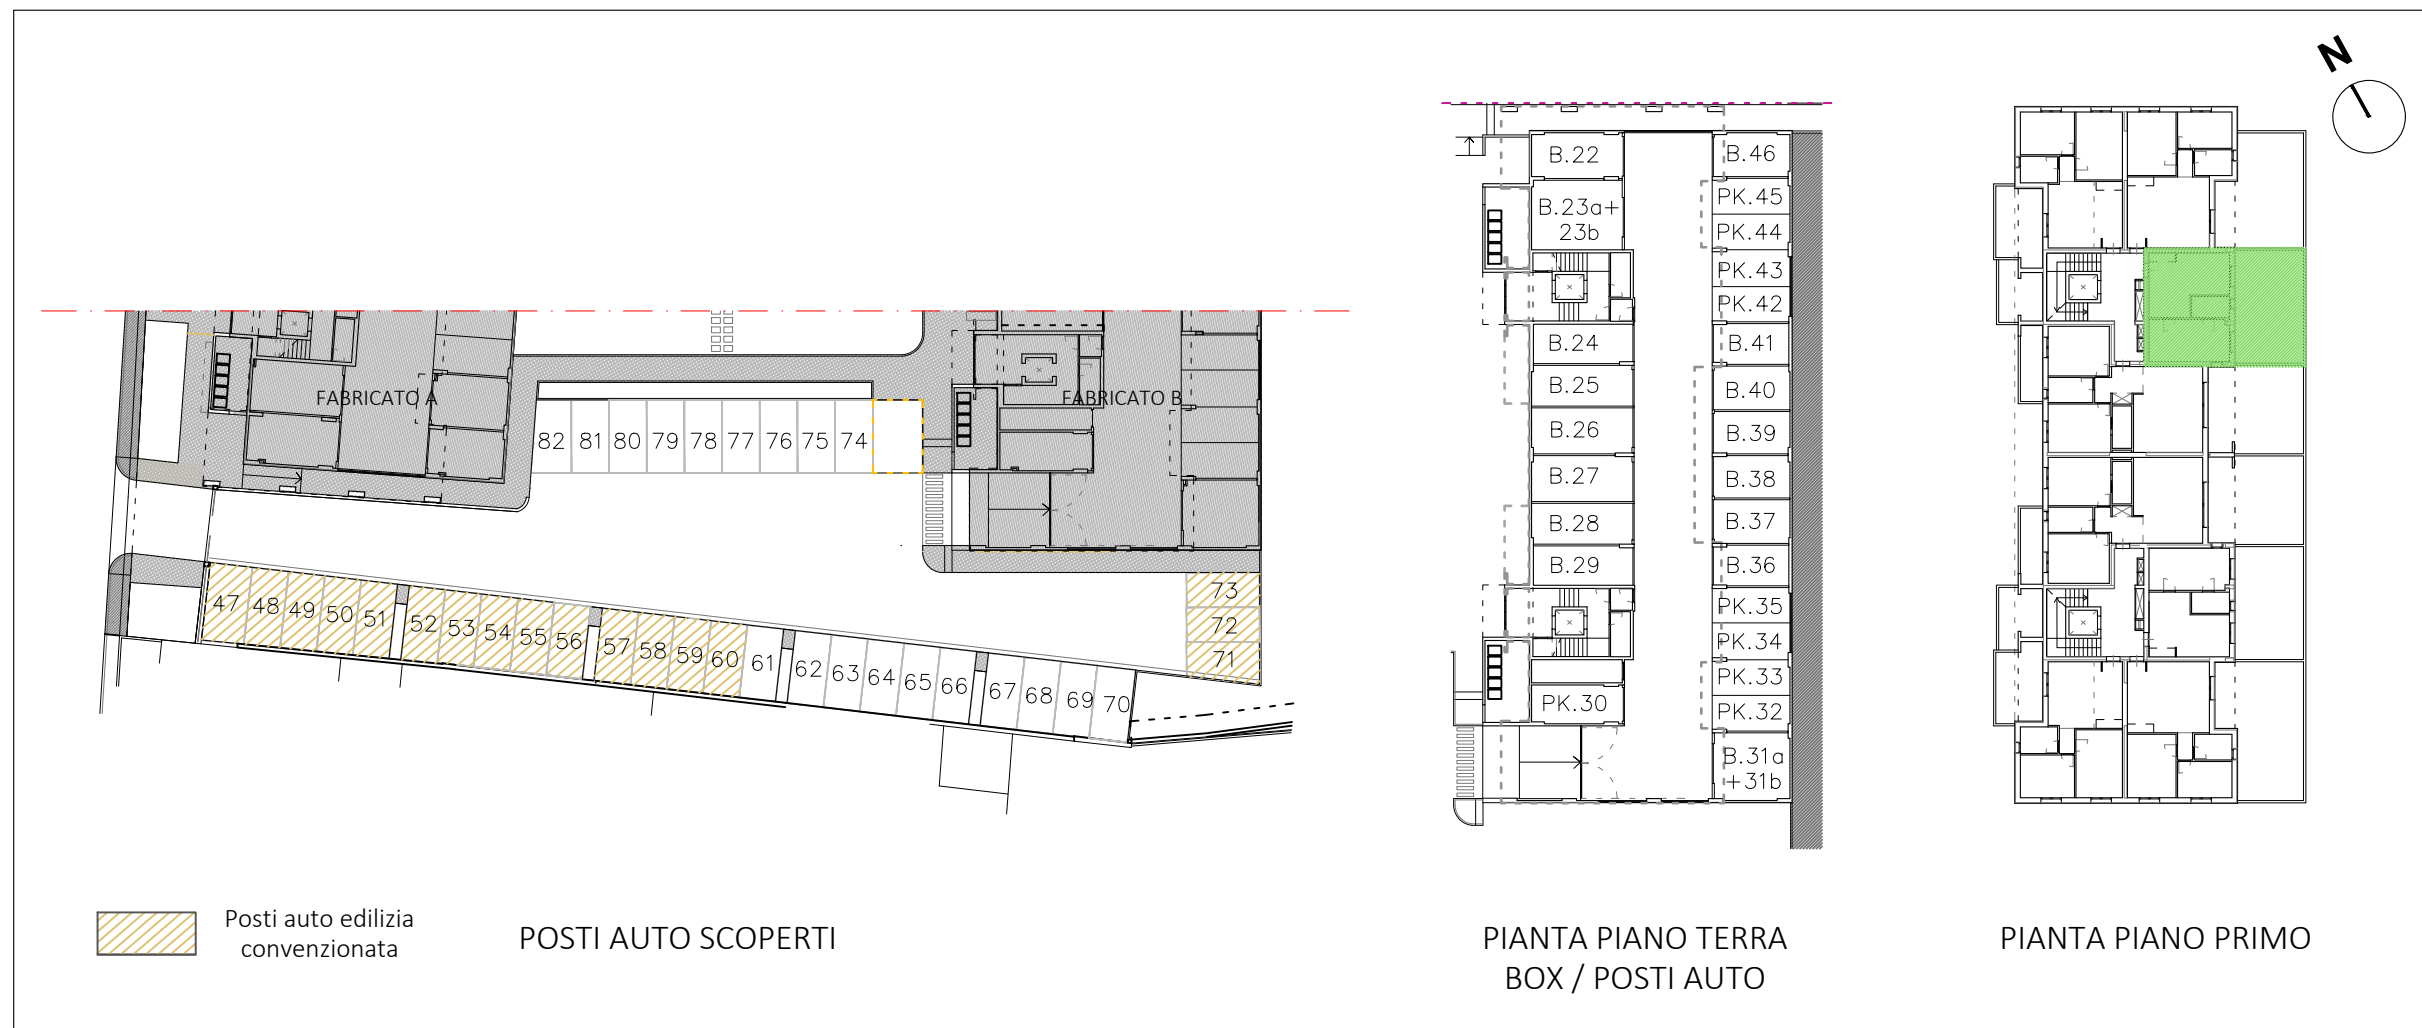 N
FABRICATO A
FABRICATO B
82 81 80 79 78 77 76 75 74
47 48 49 50 51 52 53 54 55 56 57 58 59 60 61 62 63 64 65 66 67 68 69 70
73
72
71
Posti auto edilizia
convenzionata
POSTI AUTO SCOPERTI
B.22
B.23a+
23b
B.24
B.25
B.26
B.27
B.28
B.29
PK.30
B.46
PK.45
PK.44
PK.43
PK.42
B.41
B.40
B.39
B.38
B.37
B.36
PK.35
PK.34
PK.33
PK.32
B.31a
+31b
PIANTA PIANO TERRA
BOX / POSTI AUTO
PIANTA PIANO PRIMO